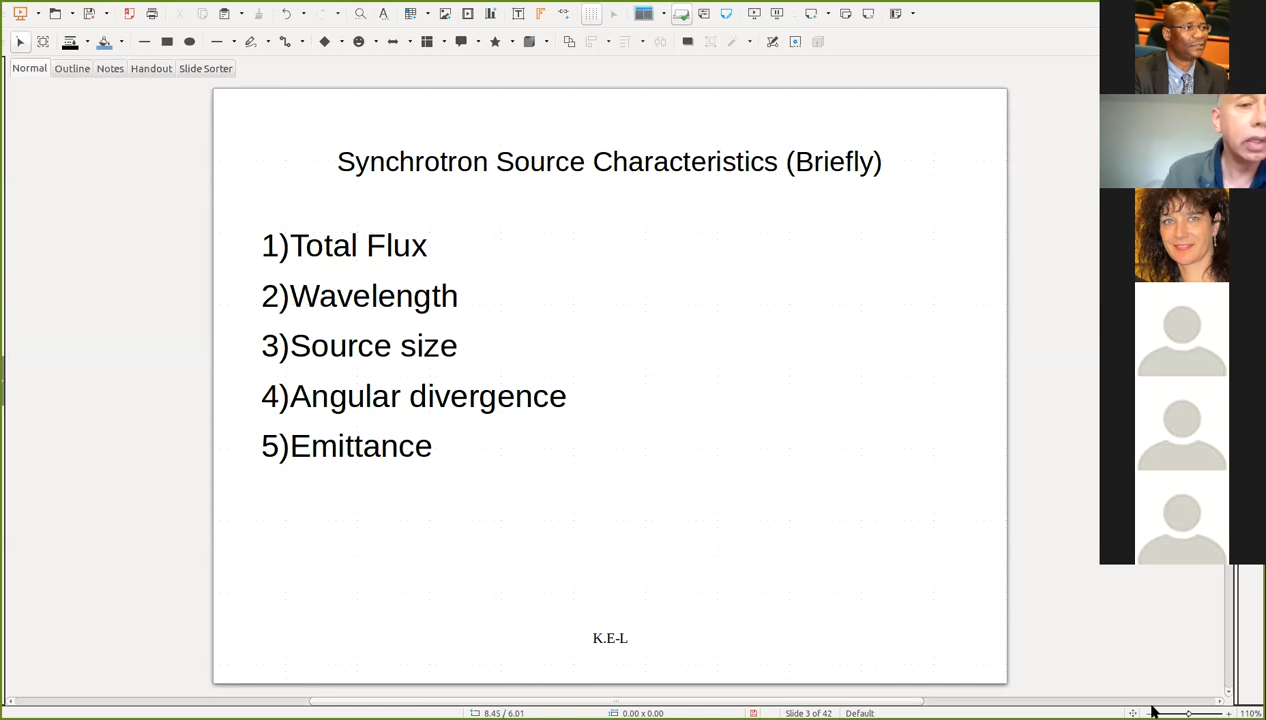 Normal
Outline
Notes
Handout
Slide Sorter
Synchrotron Source Characteristics (Briefly)
1)Total Flux
2)Wavelength
3)Source size
4)Angular divergence
5)Emittance
K.E-L
8.45 / 6.01
0.00 x 0.00
Slide 3 of 42
Default
110%